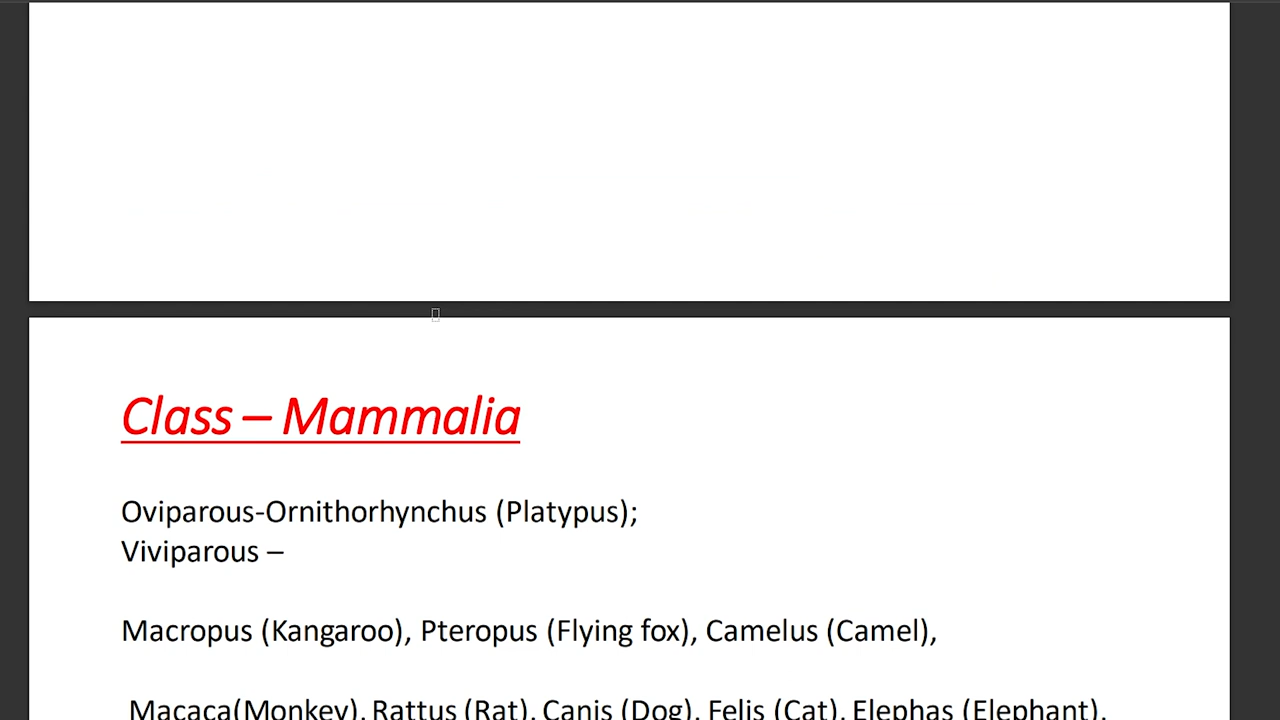 Class – Mammalia
Oviparous-Ornithorhynchus (Platypus);
Viviparous –
Macropus (Kangaroo), Pteropus (Flying fox), Camelus (Camel),
Macaca(Monkey), Rattus (Rat), Canis (Dog), Felis (Cat), Elephas (Elephant),